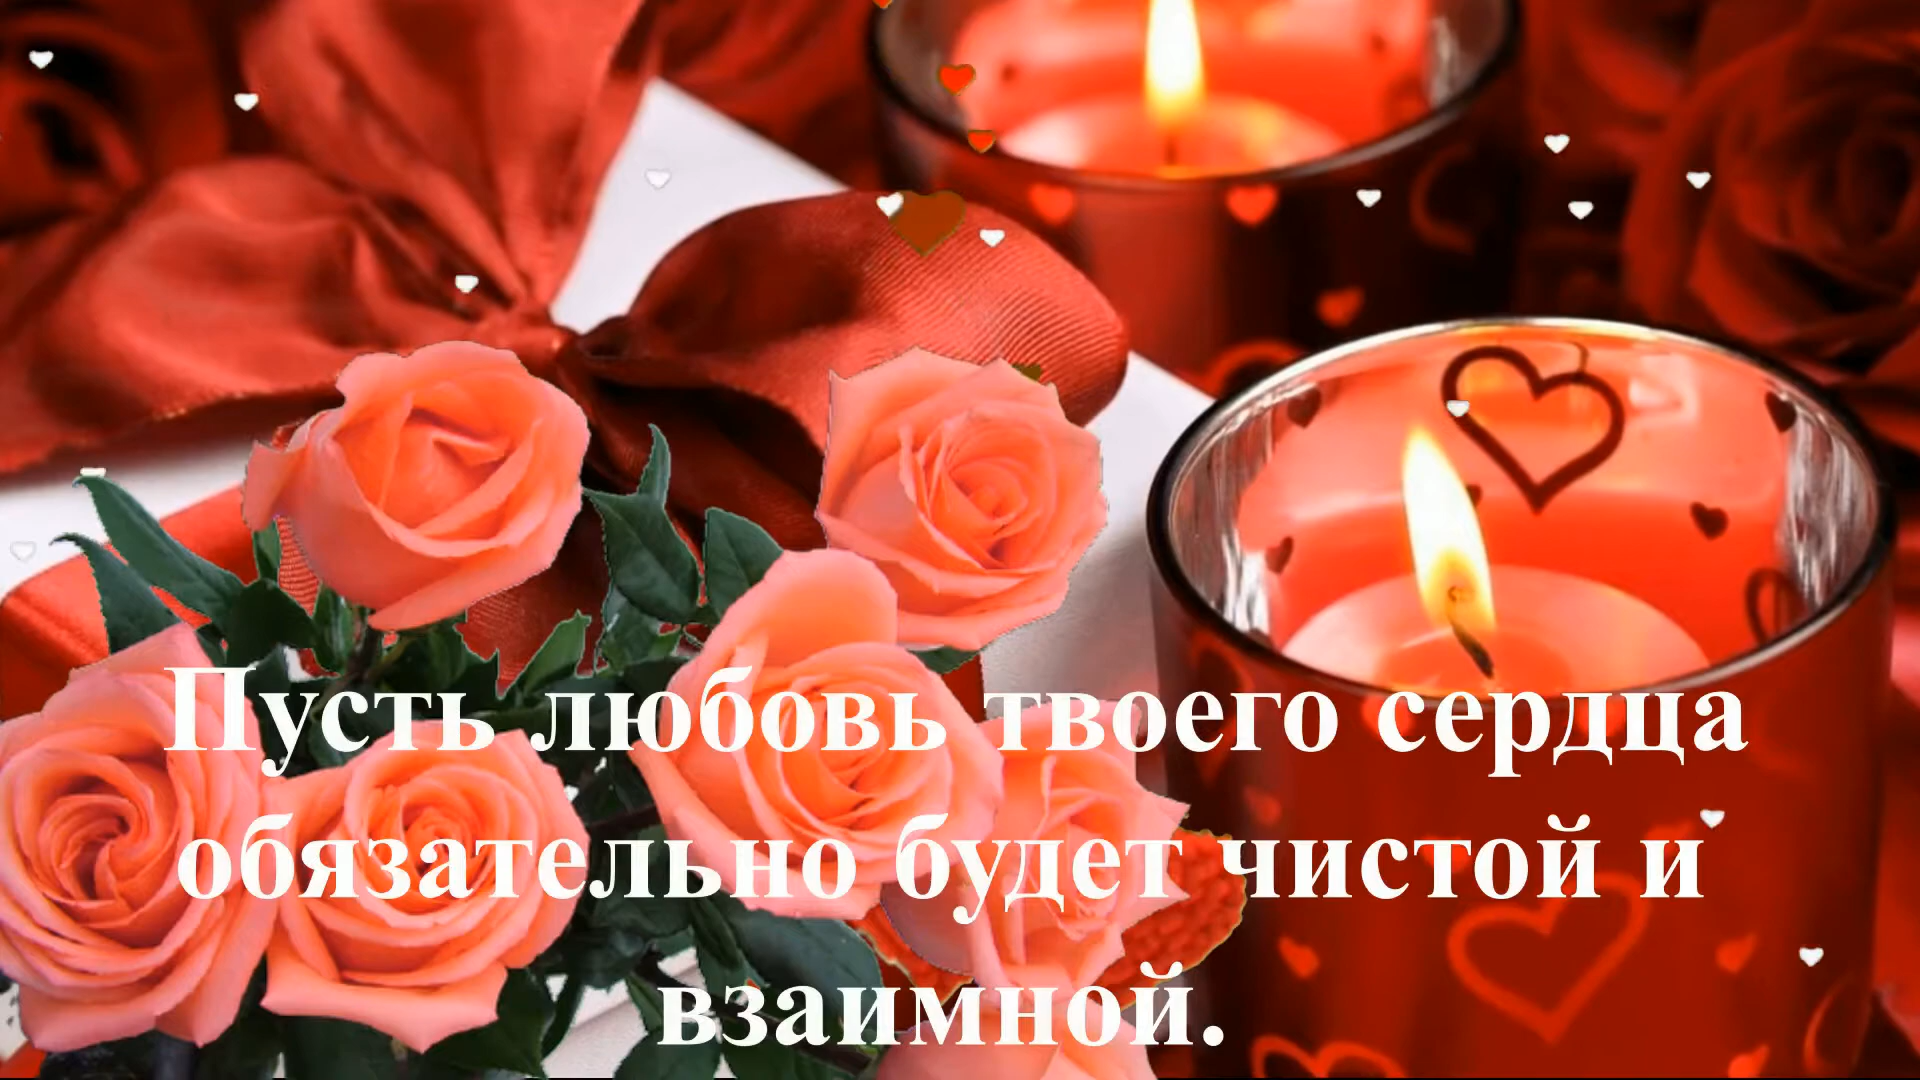 Пусть любовь твоего сердца
обязательно будет чистой и
взаимной.